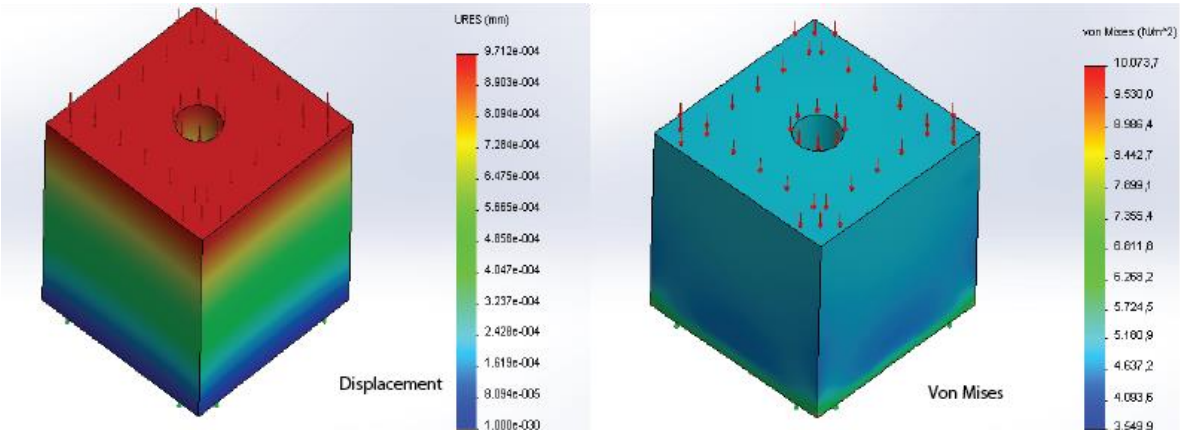 URES (mm)
9.712e-004
8.903e-004
8.094e-004
7.284e-004
6.475e-004
5.665e-004
4.856e-004
4.047e-004
3.237e-004
2.428e-004
1.619e-004
8.094e-005
1.000e-030
Displacement
von Mises (N/m^2)
10.073,7
9.530,0
8.986,4
8.442,7
7.899,1
7.355,4
6.811,8
6.268,2
5.724,5
5.180,9
4.637,2
4.093,6
3.549,9
Von Mises